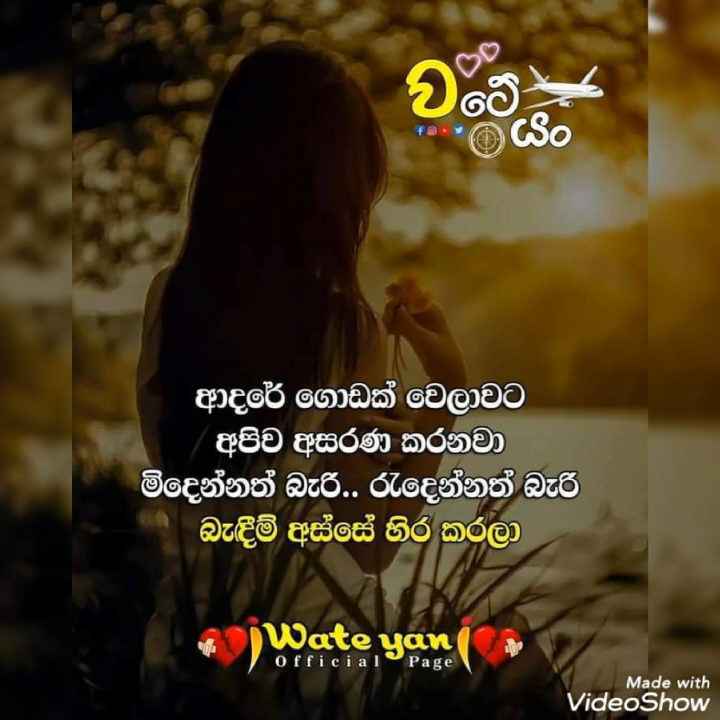 වටේ
යං
ආදරේ ගොඩක් වෙලාවට
අපිව අසරණ කරනවා
මිදෙන්නත් බැරි.. රැදෙන්නත් බැරි
බැඳීම් අස්සේ හිර කරලා
Wate yan
Official Page
Made with
VideoShow